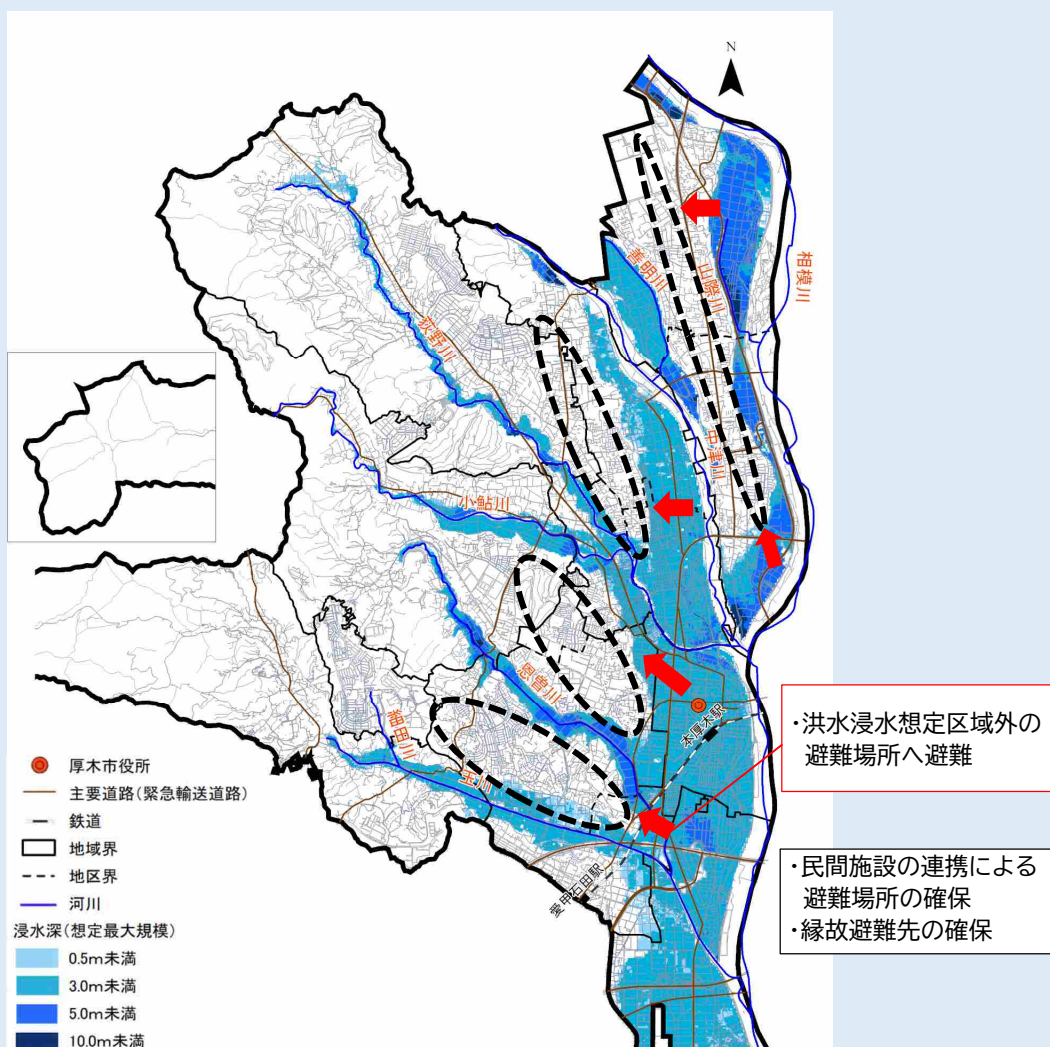 N
相模川
善明川
山際川
荻野川
中津川
小鮎川
恩曽川
細田川
玉川
本厚木駅
愛甲石田駅
・洪水浸水想定区域外の
避難場所へ避難
・民間施設の連携による
避難場所の確保
・縁故避難先の確保
厚木市役所
主要道路(緊急輸送道路)
鉄道
地域界
地区界
河川
浸水深(想定最大規模)
0.5m未満
3.0m未満
5.0m未満
10.0m未満